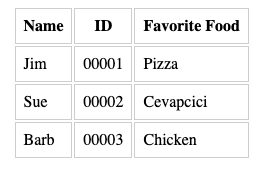 Name ID Favorite Food
Jim 00001 Pizza
Sue 00002 Cevapcici
Barb 00003 Chicken